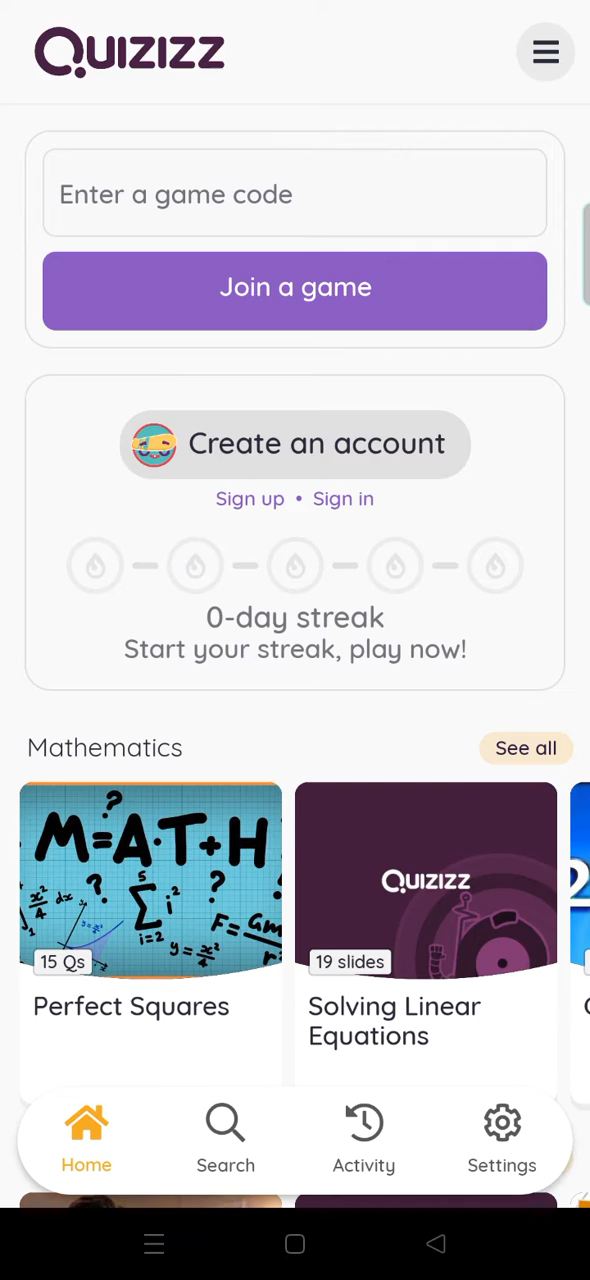 Quizizz
Enter a game code
Join a game
Create an account
Sign up • Sign in
0-day streak
Start your streak, play now!
Mathematics
See all
M=A·T+H
15 Qs
Perfect Squares
Quizizz
19 slides
Solving Linear
Equations
Home
Search
Activity
Settings